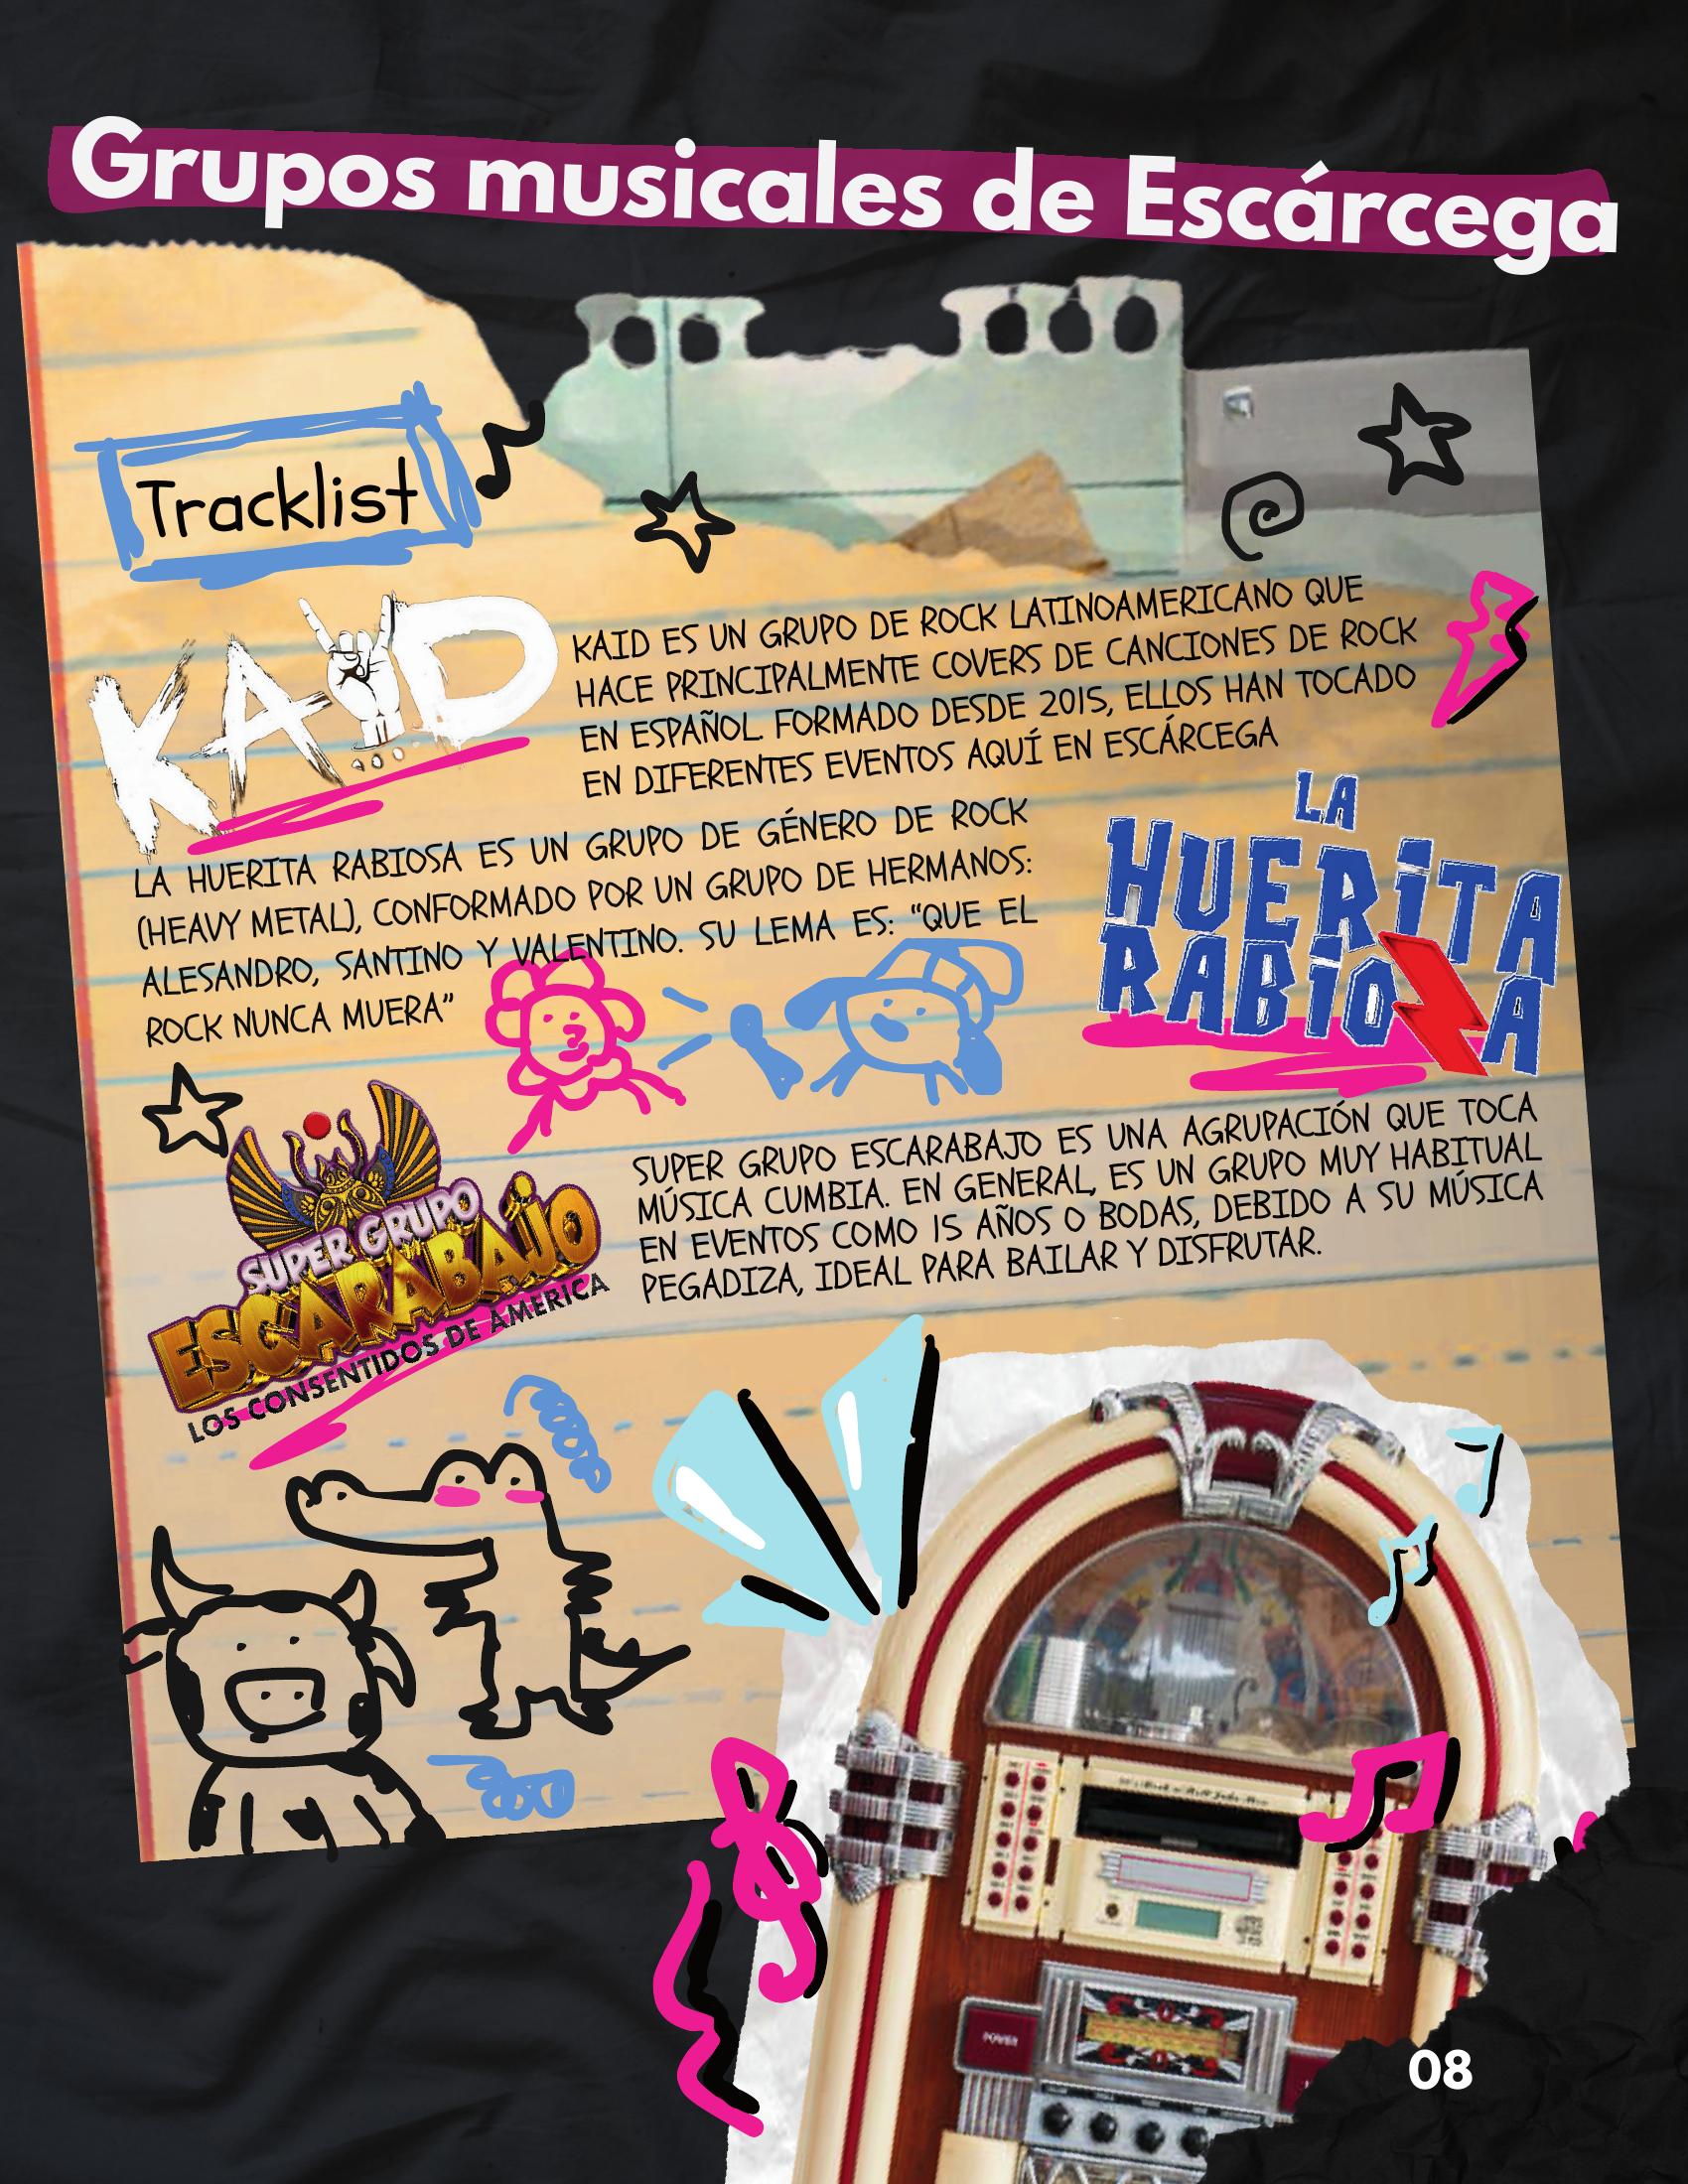 Grupos musicales de Escárcega
Tracklist
KAID
KAID ES UN GRUPO DE ROCK LATINOAMERICANO QUE
HACE PRINCIPALMENTE COVERS DE CANCIONES DE ROCK
EN ESPAÑOL. FORMADO DESDE 2015, ELLOS HAN TOCADO
EN DIFERENTES EVENTOS AQUÍ EN ESCÁRCEGA
LA HUERITA RABIOSA ES UN GRUPO DE GÉNERO DE ROCK
(HEAVY METAL), CONFORMADO POR UN GRUPO DE HERMANOS:
ALESANDRO, SANTINO Y VALENTINO. SU LEMA ES: "QUE EL
ROCK NUNCA MUERA"
LA
HUERITA
RABIOSA
SUPER GRUPO
ESCARABAJO
LOS CONSENTIDOS DE AMERICA
SUPER GRUPO ESCARABAJO ES UNA AGRUPACIÓN QUE TOCA
MÚSICA CUMBIA. EN GENERAL, ES UN GRUPO MUY HABITUAL
EN EVENTOS COMO 15 AÑOS O BODAS, DEBIDO A SU MÚSICA
PEGADIZA, IDEAL PARA BAILAR Y DISFRUTAR.
POWER
08